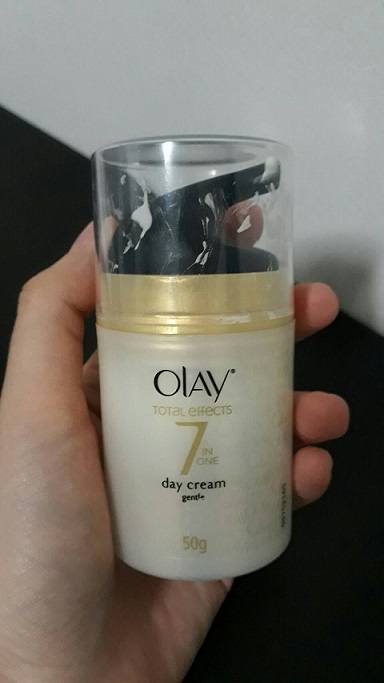 OLAY®
TOTAL effecTS
7 IN
ONE
day cream
gentle
50g